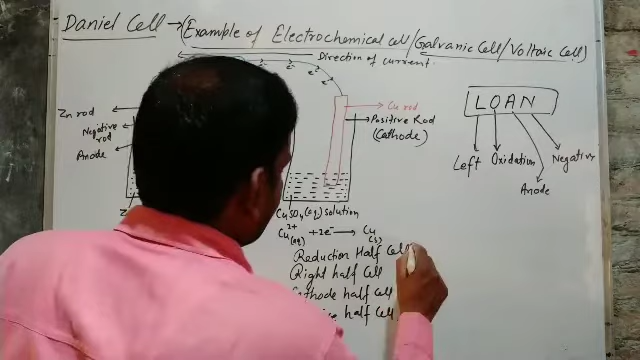 Daniel Cell → (Example of Electrochemical cell/Galvanic Cell/Voltaic Cell)
Direction of current.
e⁻ e⁻ e⁻ e⁻
Zn rod
Negative rod
Anode
Cu rod
Positive Rod
(Cathode)
CuSO4(aq.) solution
Cu²⁺(aq) + 2e⁻ → Cu(s)
Reduction Half Cell
Right half Cell
Cathode half Cell
half Cell
LOAN
Left
Oxidation
Anode
Negative